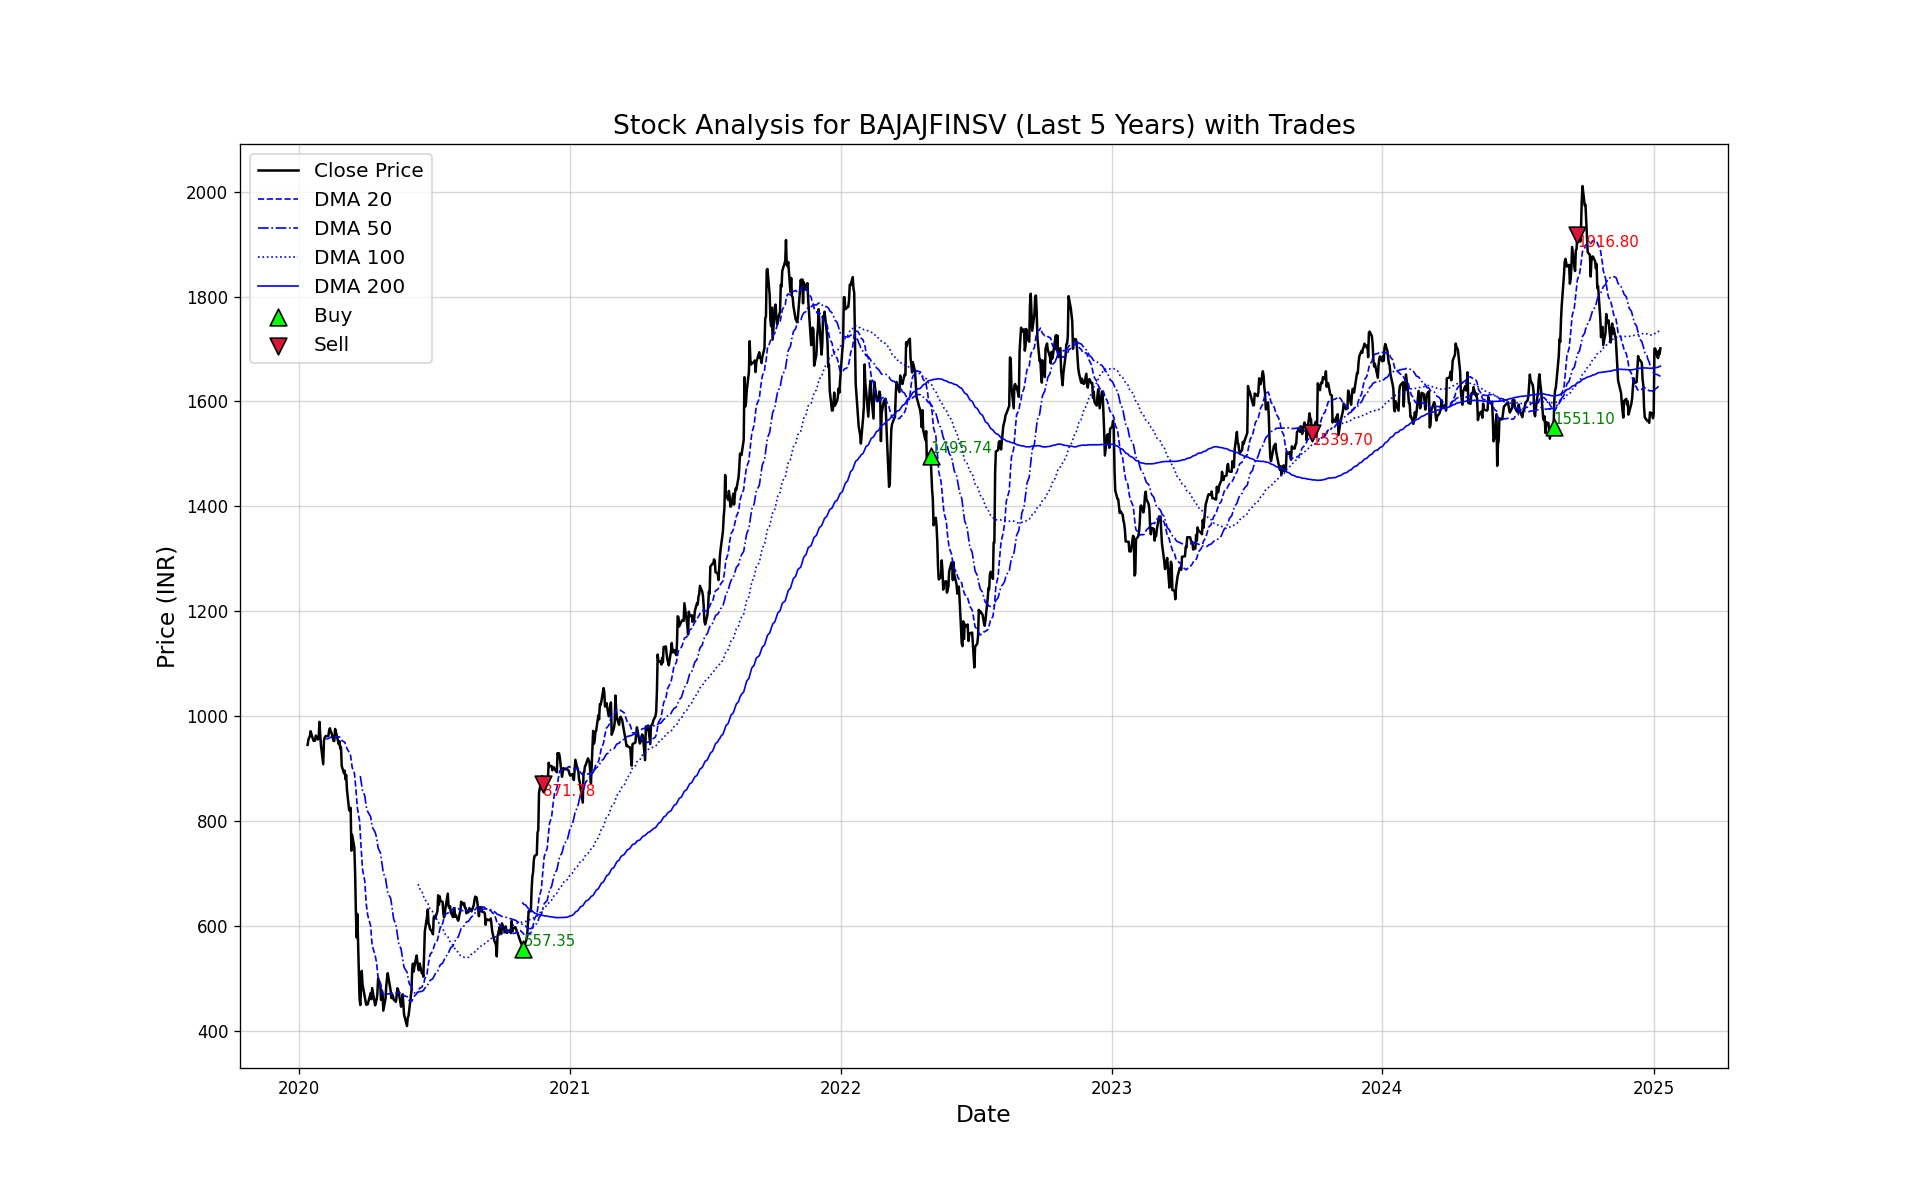 Stock Analysis for BAJAJFINSV (Last 5 Years) with Trades
Close Price
DMA 20
DMA 50
DMA 100
DMA 200
Buy
Sell
Price (INR)
2000
1800
1600
1400
1200
1000
800
600
400
1916.80
1551.10
1539.70
1495.74
871.78
557.35
2020
2021
2022
2023
2024
2025
Date